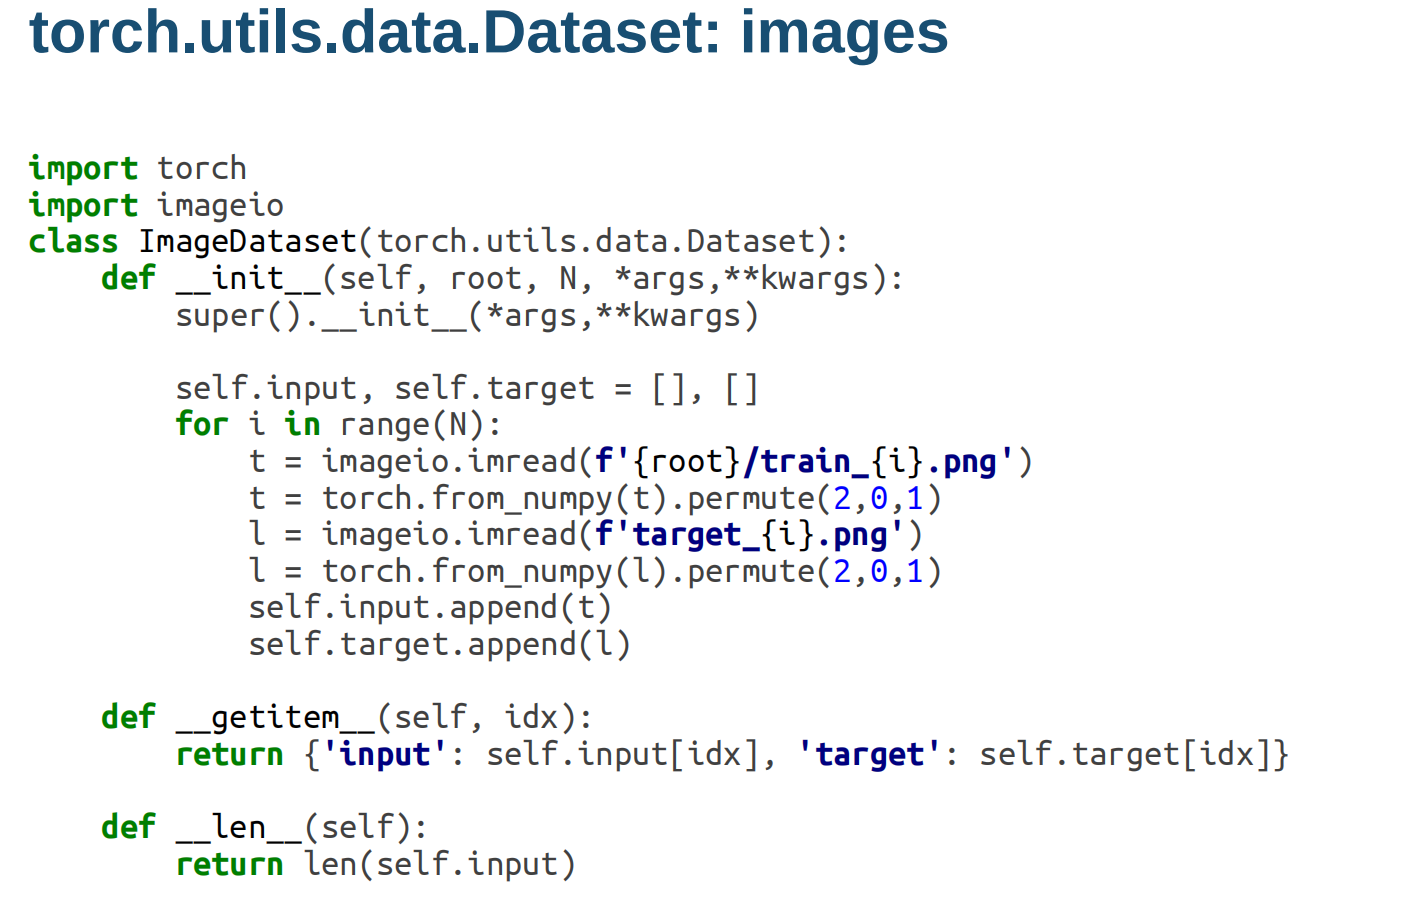 torch.utils.data.Dataset: images
import torch
import imageio
class ImageDataset(torch.utils.data.Dataset):
    def __init__(self, root, N, *args,**kwargs):
        super().__init__(*args,**kwargs)
        self.input, self.target = [], []
        for i in range(N):
            t = imageio.imread(f'{root}/train_{i}.png')
            t = torch.from_numpy(t).permute(2,0,1)
            l = imageio.imread(f'target_{i}.png')
            l = torch.from_numpy(l).permute(2,0,1)
            self.input.append(t)
            self.target.append(l)
    def __getitem__(self, idx):
        return {'input': self.input[idx], 'target': self.target[idx]}
    def __len__(self):
        return len(self.input)